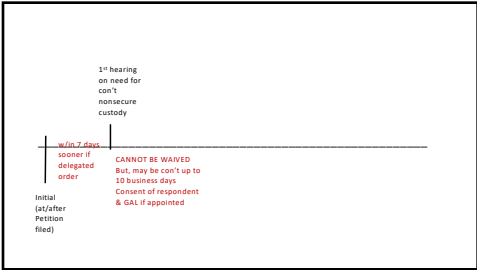 1st hearing
on need for
con't
nonsecure
custody
w/in 7 days
sooner if
delegated
order
CANNOT BE WAIVED
But, may be con't up to
10 business days
Consent of respondent
& GAL if appointed
Initial
(at/after
Petition
filed)